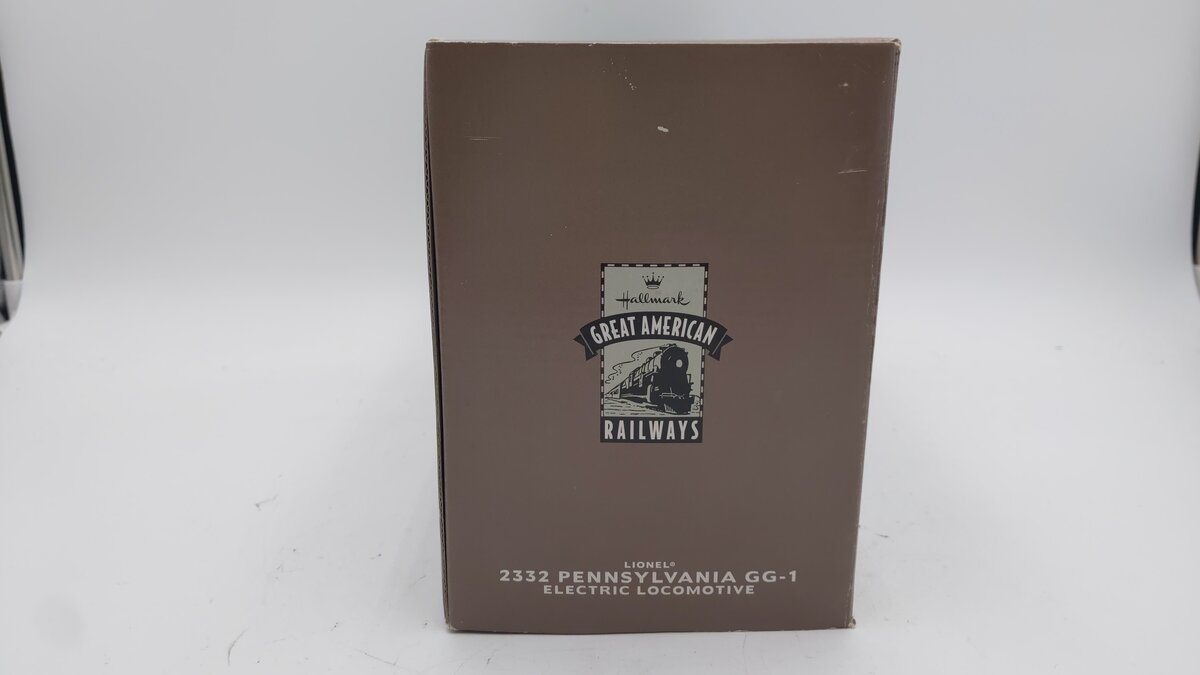 Hallmark
GREAT AMERICAN
RAILWAYS
LIONEL®
2332 PENNSYLVANIA GG-1
ELECTRIC LOCOMOTIVE